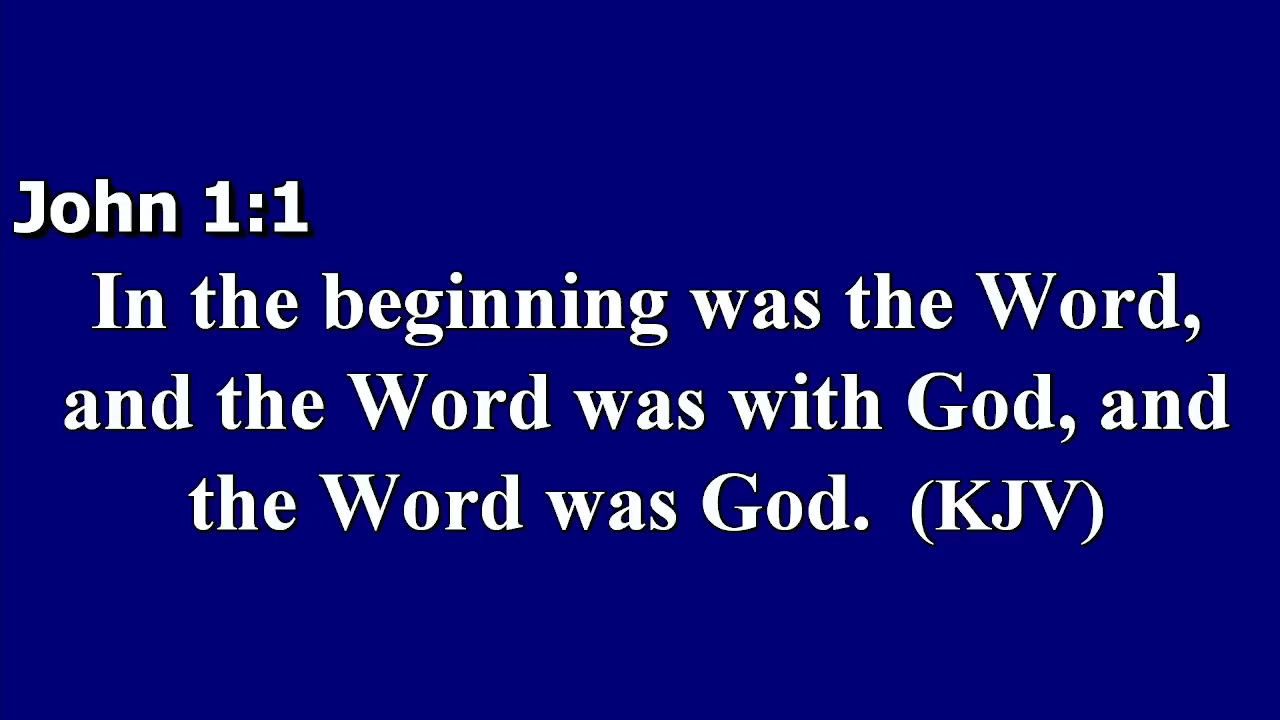 John 1:1
In the beginning was the Word,
and the Word was with God, and
the Word was God.  (KJV)